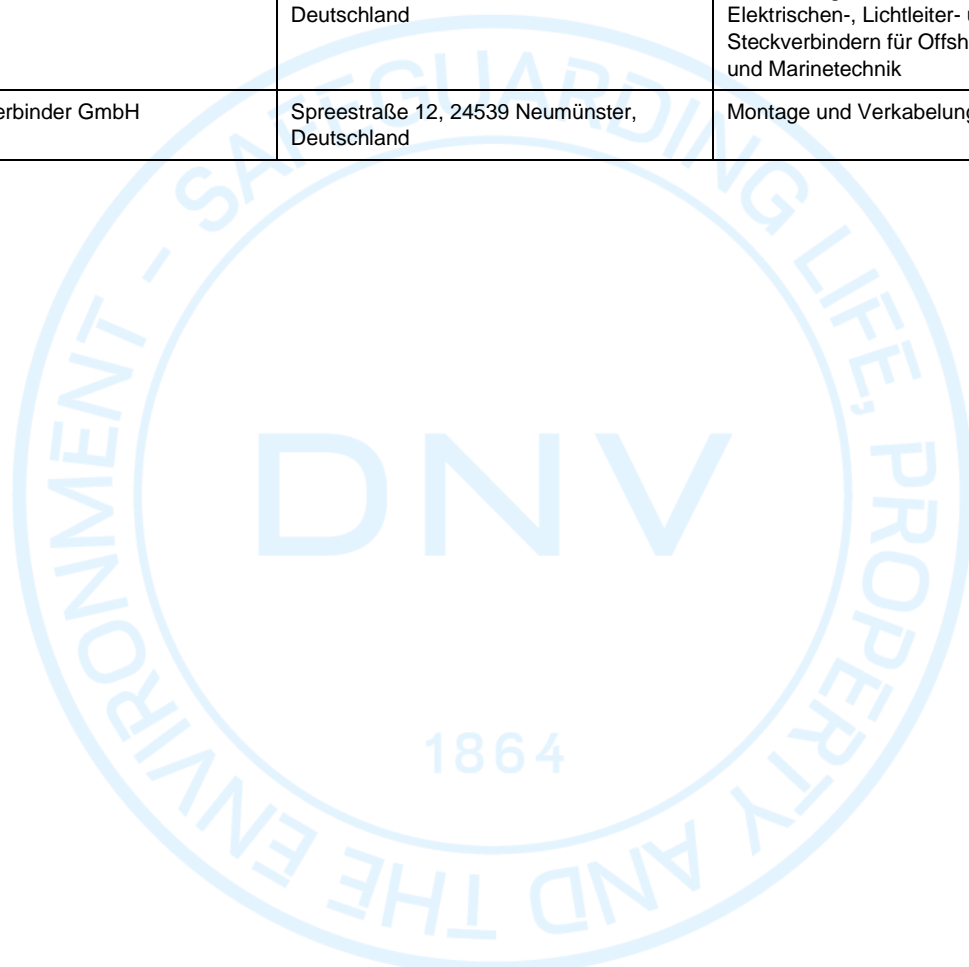 Deutschland
Elektrischen-, Lichtleiter-
Steckverbindern für Offsh
und Marinetechnik
erbinder GmbH
Spreestraße 12, 24539 Neumünster,
Deutschland
Montage und Verkabelung
SAFEGUARDING LIFE, PROPERTY AND THE ENVIRONMENT -
DNV
1864